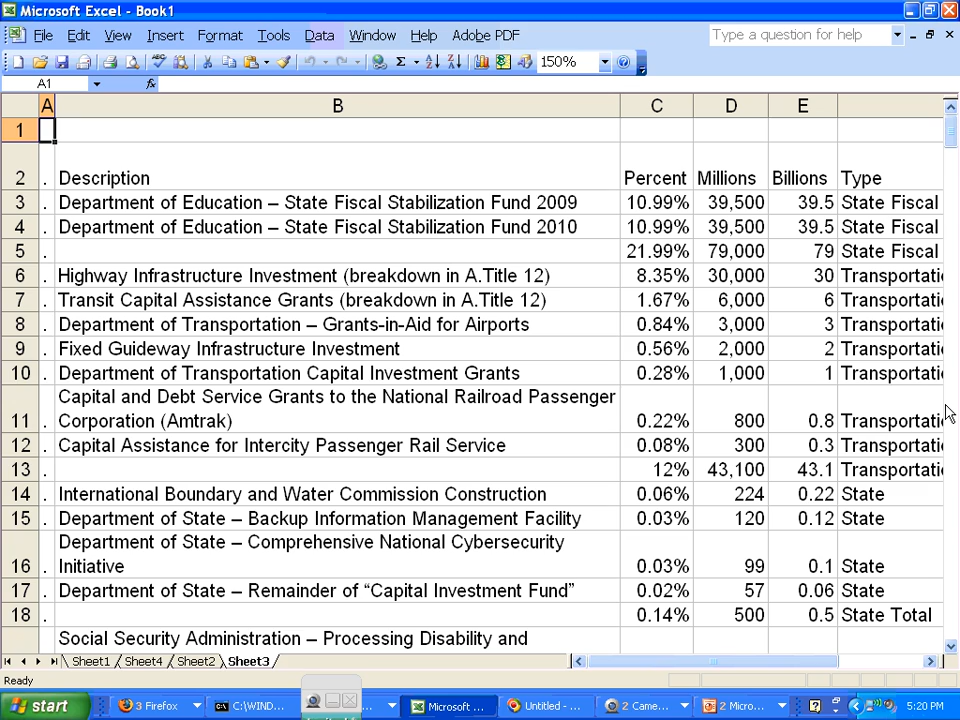 Microsoft Excel - Book1
File Edit View Insert Format Tools Data Window Help Adobe PDF Type a question for help
150%
A1 fx
A B C D E
1
2 . Description Percent Millions Billions Type
3 . Department of Education – State Fiscal Stabilization Fund 2009 10.99% 39,500 39.5 State Fiscal
4 . Department of Education – State Fiscal Stabilization Fund 2010 10.99% 39,500 39.5 State Fiscal
5 . 21.99% 79,000 79 State Fiscal
6 . Highway Infrastructure Investment (breakdown in A.Title 12) 8.35% 30,000 30 Transportati
7 . Transit Capital Assistance Grants (breakdown in A.Title 12) 1.67% 6,000 6 Transportati
8 . Department of Transportation – Grants-in-Aid for Airports 0.84% 3,000 3 Transportati
9 . Fixed Guideway Infrastructure Investment 0.56% 2,000 2 Transportati
10 . Department of Transportation Capital Investment Grants 0.28% 1,000 1 Transportati
Capital and Debt Service Grants to the National Railroad Passenger
11 . Corporation (Amtrak) 0.22% 800 0.8 Transportati
12 . Capital Assistance for Intercity Passenger Rail Service 0.08% 300 0.3 Transportati
13 . 12% 43,100 43.1 Transportati
14 . International Boundary and Water Commission Construction 0.06% 224 0.22 State
15 . Department of State – Backup Information Management Facility 0.03% 120 0.12 State
Department of State – Comprehensive National Cybersecurity
16 . Initiative 0.03% 99 0.1 State
17 . Department of State – Remainder of “Capital Investment Fund” 0.02% 57 0.06 State
18 . 0.14% 500 0.5 State Total
Social Security Administration – Processing Disability and
Sheet1 Sheet4 Sheet2 Sheet3
Ready
start 3 Firefox C:\WIND... Microsoft ... Untitled - ... 2 Came... 2 Micro... 5:20 PM